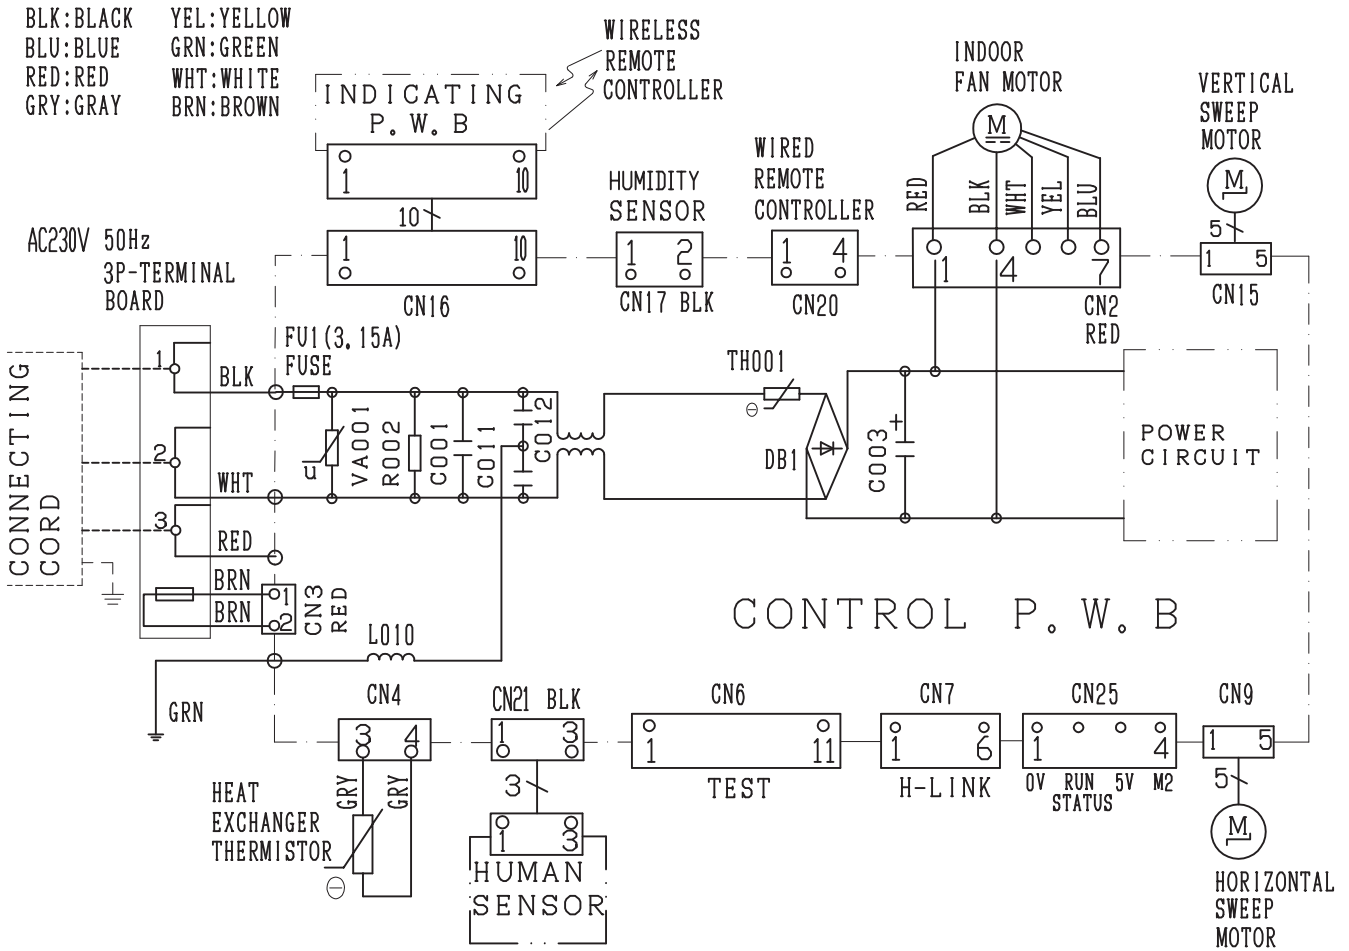 BLK:BLACK YEL:YELLOW
BLU:BLUE GRN:GREEN
RED:RED WHT:WHITE
GRY:GRAY BRN:BROWN
WIRELESS
REMOTE
CONTROLLER
INDICATING
P.W.B
1 10
10
1 10
CN16
HUMIDITY
SENSOR
1 2
CN17 BLK
WIRED
REMOTE
CONTROLLER
1 4
CN20
INDOOR
FAN MOTOR
M
RED
BLK
WHT
YEL
BLU
1 4 7
CN2
RED
VERTICAL
SWEEP
MOTOR
M
5
1 5
CN15
AC230V 50Hz
3P-TERMINAL
BOARD
CONNECTING
CORD
1
BLK
2
WHT
3
RED
BRN
BRN
1
2
CN3
RED
FU1(3.15A)
FUSE
u
VA001
R002
C001
C011
C012
TH001
DB1
+
C003
POWER
CIRCUIT
CONTROL P.W.B
L010
GRN
CN4
3 4
GRY
GRY
HEAT
EXCHANGER
THERMISTOR
CN21 BLK
1 3
3
1 3
HUMAN
SENSOR
CN6
1 11
TEST
CN7
1 6
H-LINK
CN25
1 4
0V RUN 5V M2
STATUS
CN9
1 5
5
M
HORIZONTAL
SWEEP
MOTOR